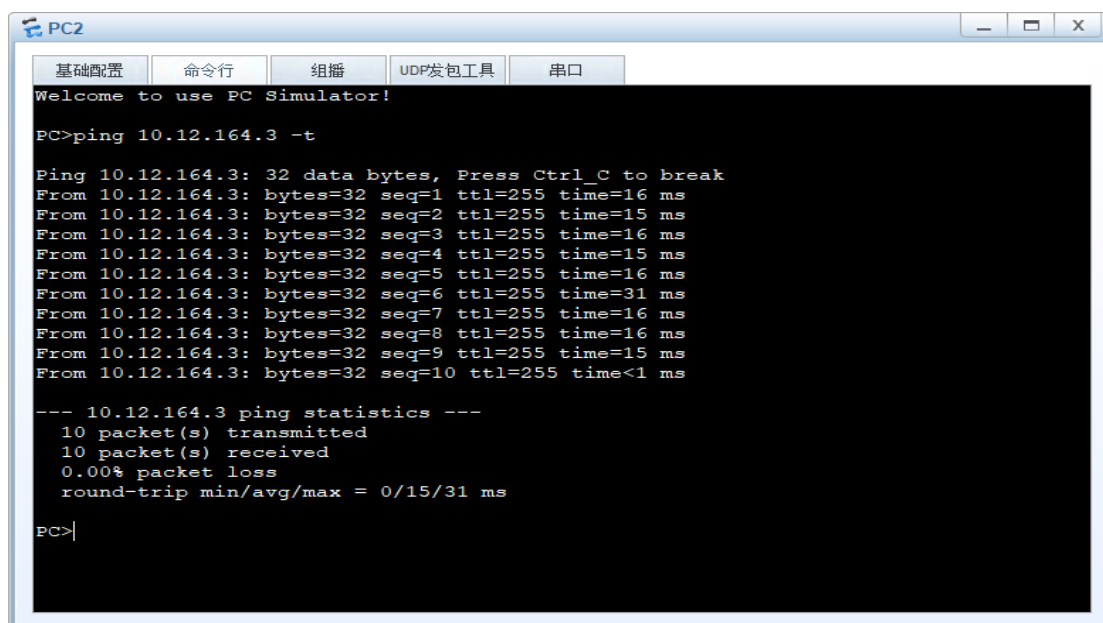 PC2
基础配置 命令行 组播 UDP发包工具 串口
Welcome to use PC Simulator!
PC>ping 10.12.164.3 -t
Ping 10.12.164.3: 32 data bytes, Press Ctrl_C to break
From 10.12.164.3: bytes=32 seq=1 ttl=255 time=16 ms
From 10.12.164.3: bytes=32 seq=2 ttl=255 time=15 ms
From 10.12.164.3: bytes=32 seq=3 ttl=255 time=16 ms
From 10.12.164.3: bytes=32 seq=4 ttl=255 time=15 ms
From 10.12.164.3: bytes=32 seq=5 ttl=255 time=16 ms
From 10.12.164.3: bytes=32 seq=6 ttl=255 time=31 ms
From 10.12.164.3: bytes=32 seq=7 ttl=255 time=16 ms
From 10.12.164.3: bytes=32 seq=8 ttl=255 time=16 ms
From 10.12.164.3: bytes=32 seq=9 ttl=255 time=15 ms
From 10.12.164.3: bytes=32 seq=10 ttl=255 time<1 ms
--- 10.12.164.3 ping statistics ---
10 packet(s) transmitted
10 packet(s) received
0.00% packet loss
round-trip min/avg/max = 0/15/31 ms
PC>